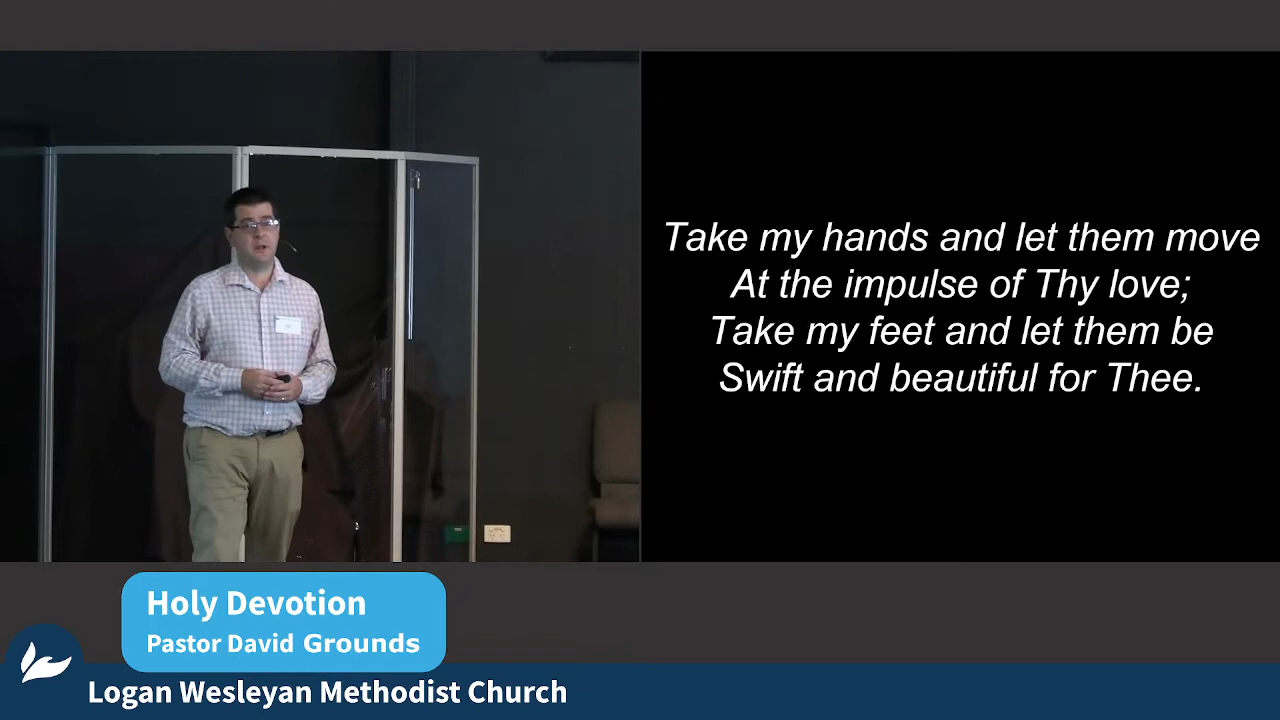 Take my hands and let them move
At the impulse of Thy love;
Take my feet and let them be
Swift and beautiful for Thee.
Holy Devotion
Pastor David Grounds
Logan Wesleyan Methodist Church